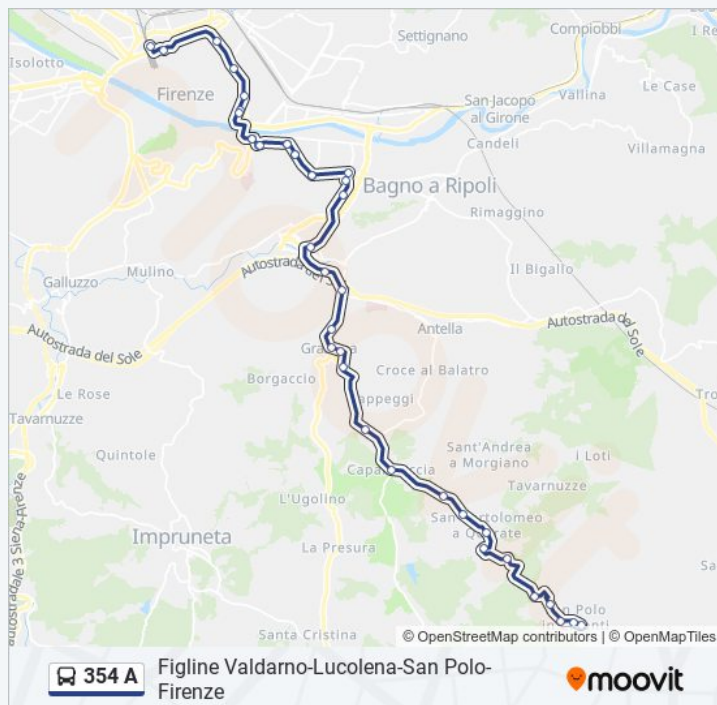 Settignano
Compiobbi
Isolotto
Le Case
Firenze
San Jacopo
al Girone
Vallina
Candeli
Villamagna
Bagno a Ripoli
Rimaggino
Galluzzo
Mulino
Autostrada del S
Il Bigallo
Autostrada del Sole
Antella
Autostrada del
Sole
Borgaccio
Croce al Balatro
Le Rose
Tavarnuzze
Quintole
Sant'Andrea
a Morgiano
I Loti
L'Ugolino
Tavarnuzze
Impruneta
La Presura
Santa Cristina
© OpenStreetMap contributors | © OpenMapTiles
354 A
Figline Valdarno-Lucolena-San Polo-
Firenze
moovit